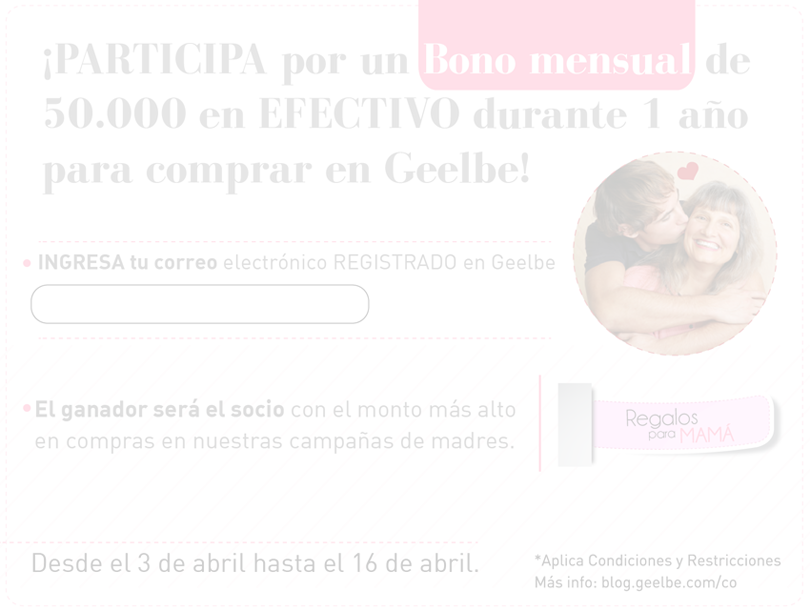 ¡PARTICIPA por un Bono mensual de
50.000 en EFECTIVO durante 1 año
para comprar en Geelbe!
• INGRESA tu correo electrónico REGISTRADO en Geelbe
• El ganador será el socio con el monto más alto
en compras en nuestras campañas de madres.
Regalos
para MAMÁ
Desde el 3 de abril hasta el 16 de abril.
*Aplica Condiciones y Restricciones
Más info: blog.geelbe.com/co